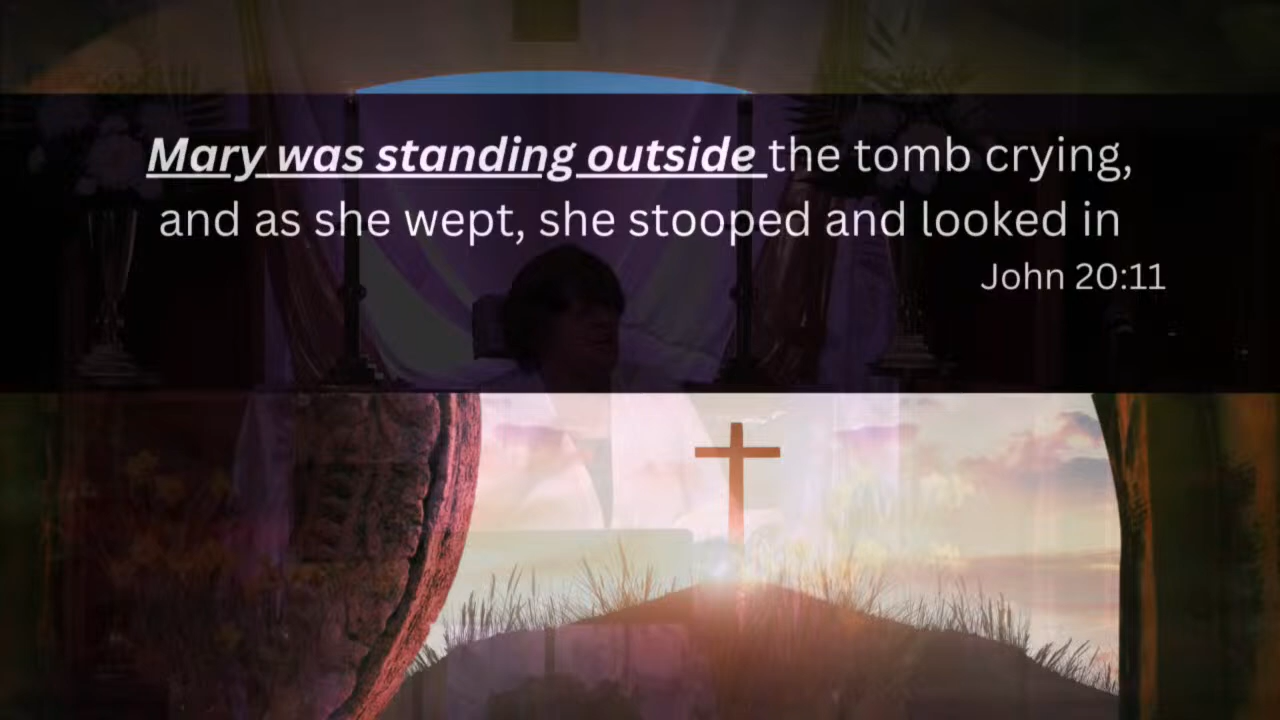 Mary was standing outside the tomb crying,
and as she wept, she stooped and looked in
John 20:11